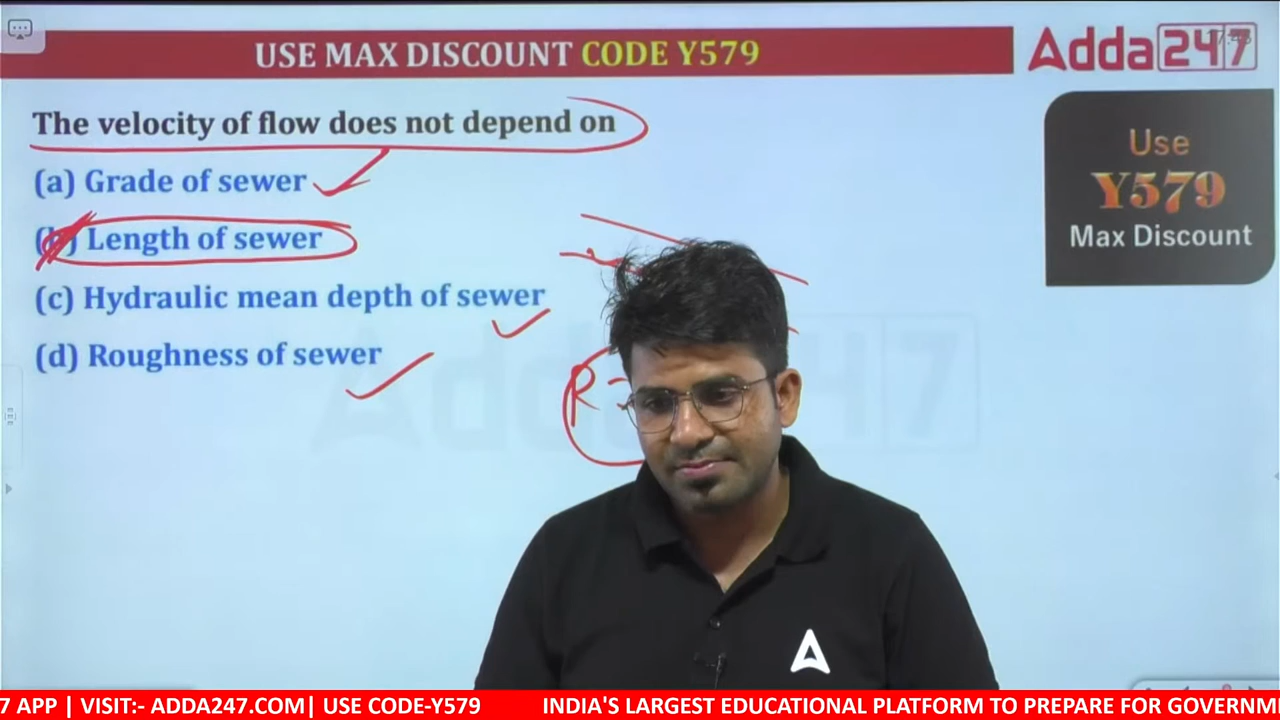 USE MAX DISCOUNT CODE Y579
Adda247
The velocity of flow does not depend on
(a) Grade of sewer
(b) Length of sewer
(c) Hydraulic mean depth of sewer
(d) Roughness of sewer
Use
Y579
Max Discount
R =
7 APP | VISIT:- ADDA247.COM| USE CODE-Y579 INDIA'S LARGEST EDUCATIONAL PLATFORM TO PREPARE FOR GOVERNM